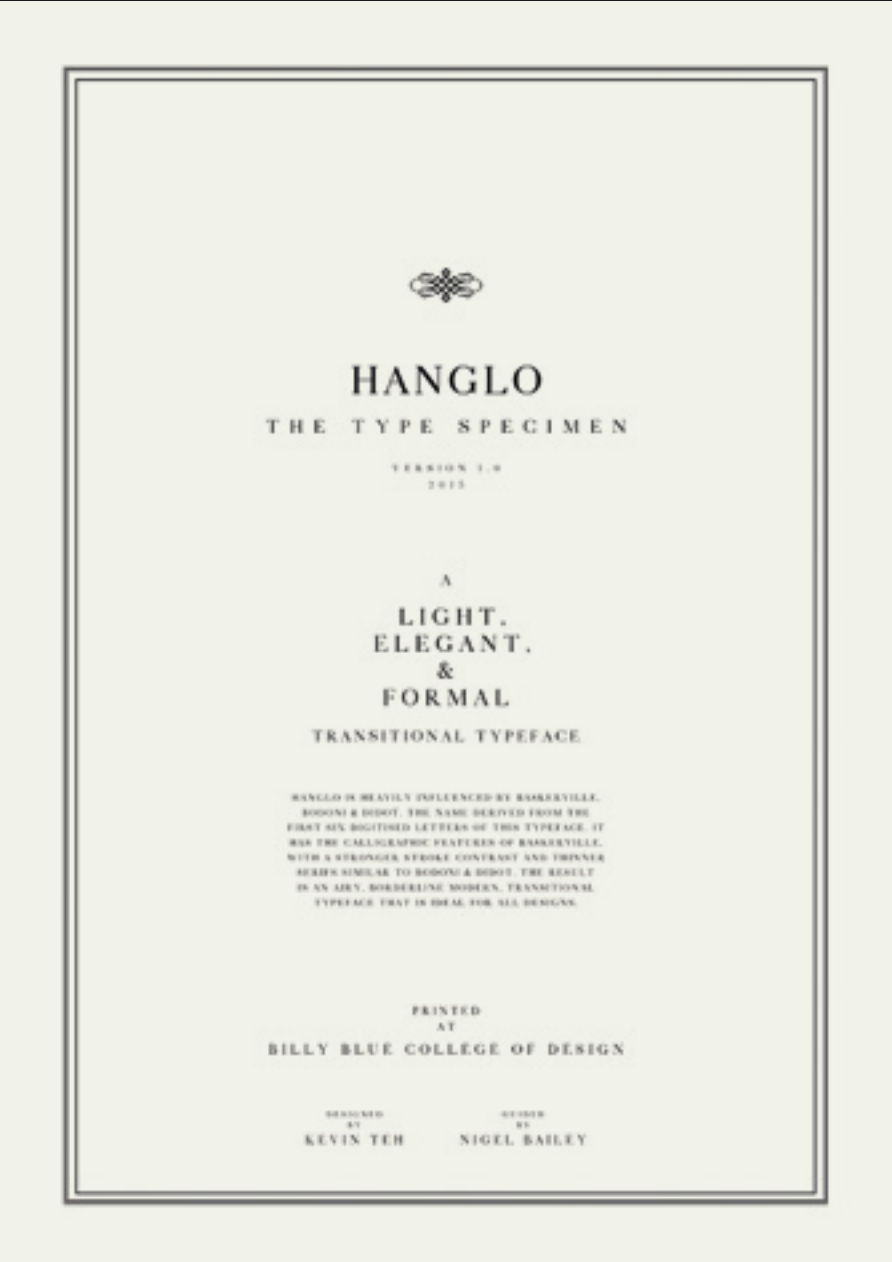 HANGLO
THE TYPE SPECIMEN
VERSION 1.0
2015
A
LIGHT,
ELEGANT,
&
FORMAL
TRANSITIONAL TYPEFACE
HANGLO IS HEAVILY INFLUENCED BY BASKERVILLE,
BODONI & DIDOT. THE NAME DERIVED FROM THE
FIRST SIX DIGITISED LETTERS OF THIS TYPEFACE. IT
HAS THE CALLIGRAPHIC FEATURES OF BASKERVILLE,
WITH A STRONGER STROKE CONTRAST AND THINNER
SERIFS SIMILAR TO BODONI & DIDOT. THE RESULT
IS AN AIRY, BORDERLINE MODERN, TRANSITIONAL
TYPEFACE THAT IS IDEAL FOR ALL DESIGNS.
PRINTED
AT
BILLY BLUE COLLEGE OF DESIGN
DESIGNED
BY
KEVIN TEH
GUIDED
BY
NIGEL BAILEY